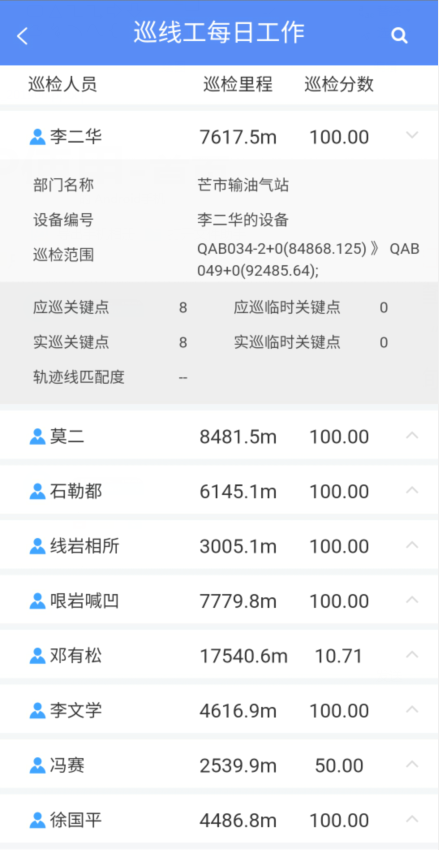 巡线工每日工作
巡检人员 巡检里程 巡检分数
李二华 7617.5m 100.00
部门名称 芒市输油气站
设备编号 李二华的设备
巡检范围 QAB034-2+0(84868.125) 》 QAB
049+0(92485.64);
应巡关键点 8 应巡临时关键点 0
实巡关键点 8 实巡临时关键点 0
轨迹线匹配度 --
莫二 8481.5m 100.00
石勒都 6145.1m 100.00
线岩相所 3005.1m 100.00
哏岩喊凹 7779.8m 100.00
邓有松 17540.6m 10.71
李文学 4616.9m 100.00
冯赛 2539.9m 50.00
徐国平 4486.8m 100.00